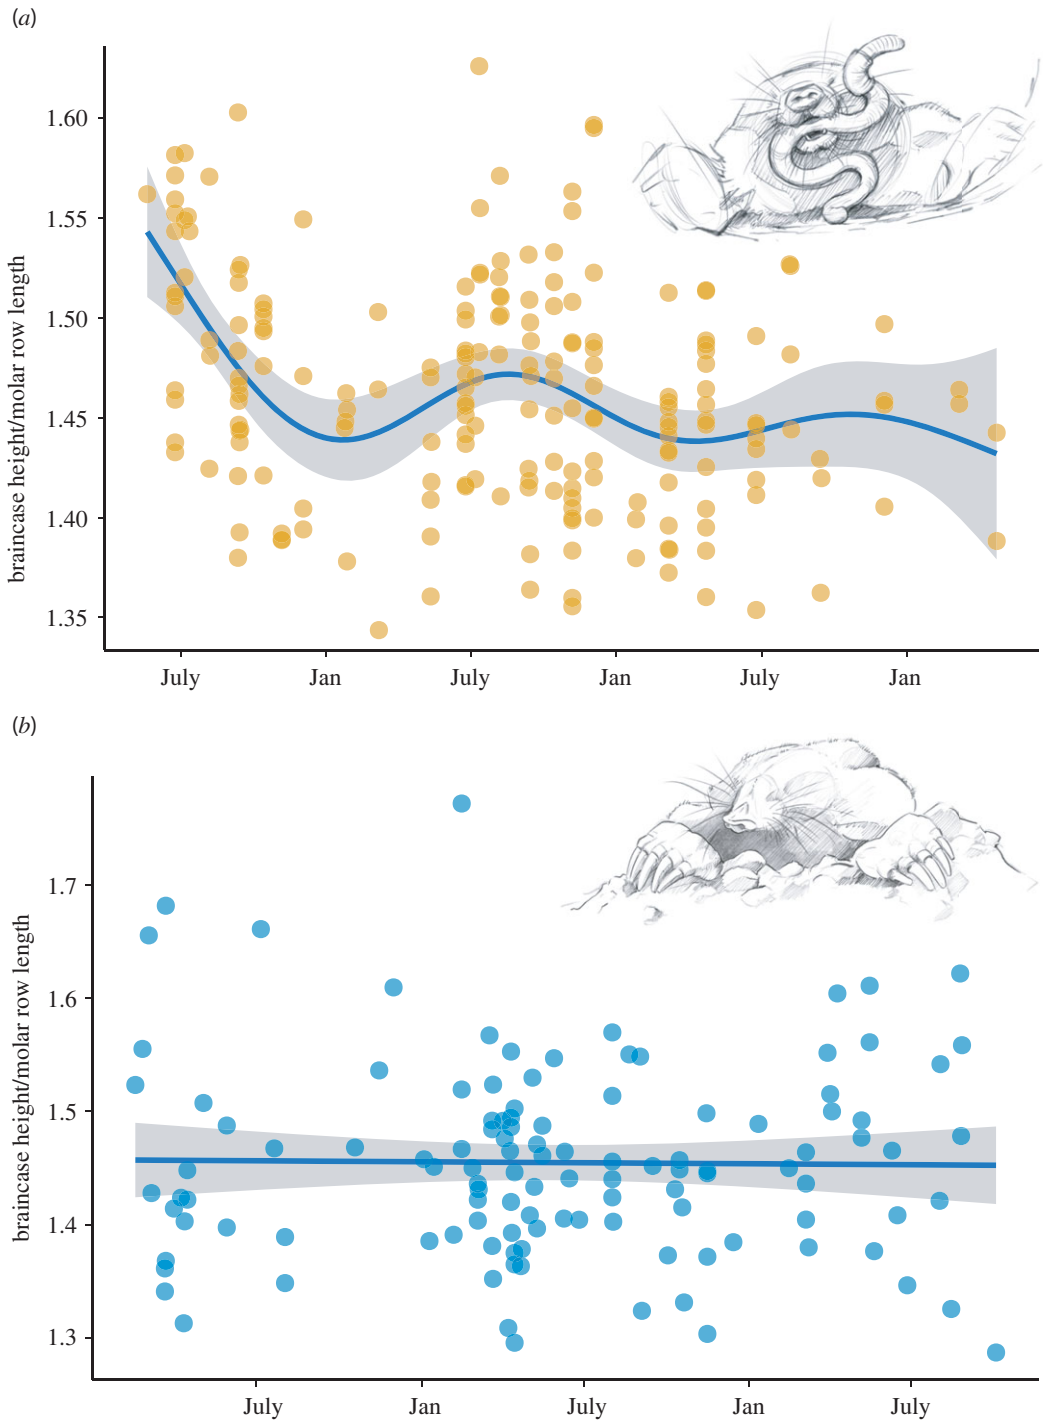 (a)
1.60
1.55
1.50
1.45
1.40
1.35
braincase height/molar row length
July Jan July Jan July Jan
(b)
1.7
1.6
1.5
1.4
1.3
braincase height/molar row length
July Jan July Jan July